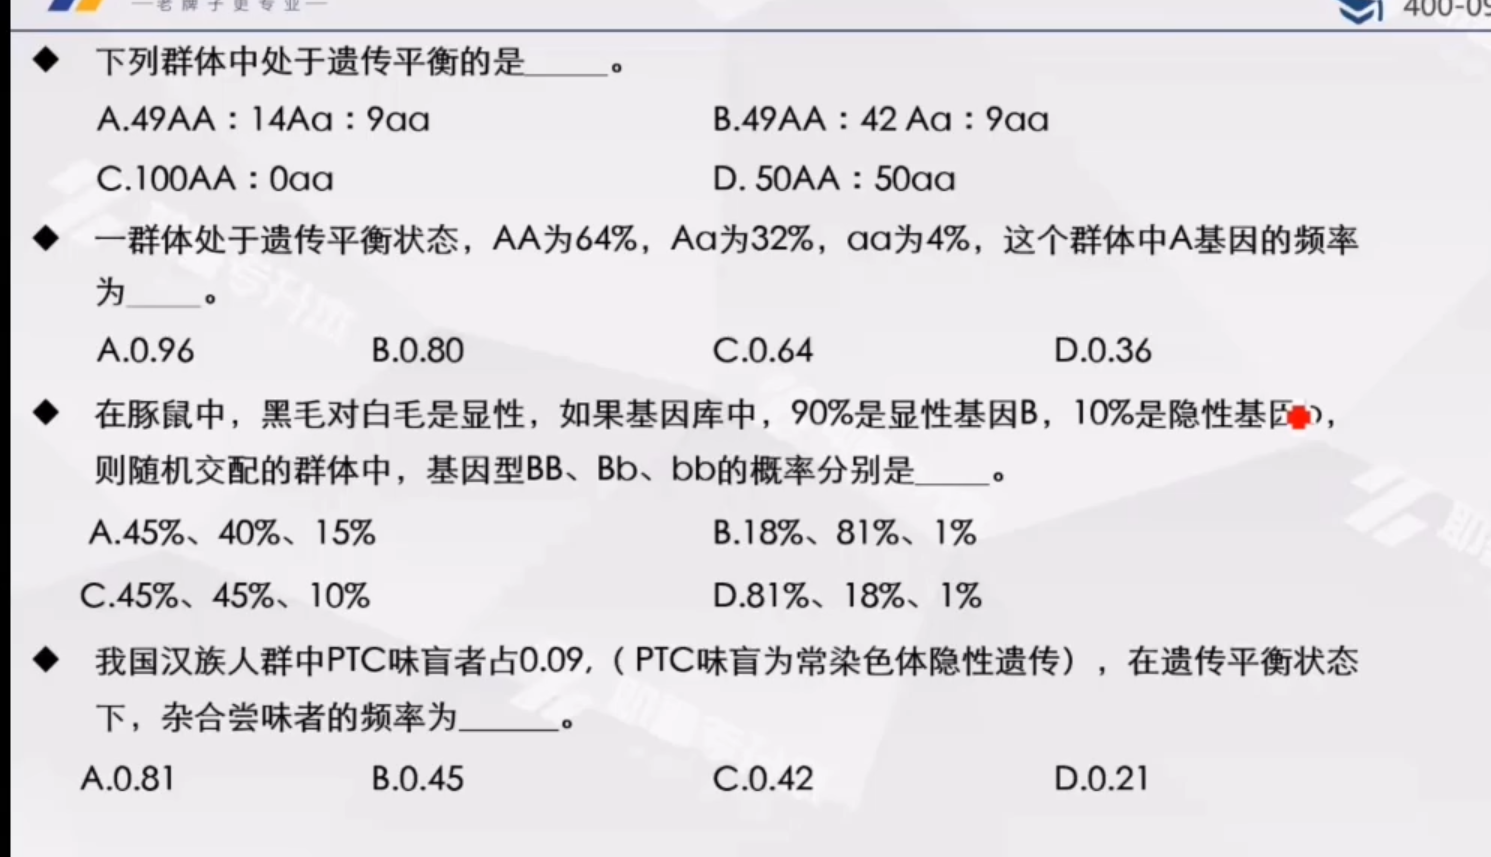 —老牌子更专业—
400-09
◆ 下列群体中处于遗传平衡的是_____。
A.49AA：14Aa：9aa B.49AA：42 Aa：9aa
C.100AA：0aa D. 50AA：50aa
◆ 一群体处于遗传平衡状态，AA为64%，Aa为32%，aa为4%，这个群体中A基因的频率
为____。
A.0.96 B.0.80 C.0.64 D.0.36
◆ 在豚鼠中，黑毛对白毛是显性，如果基因库中，90%是显性基因B，10%是隐性基因，
则随机交配的群体中，基因型BB、Bb、bb的概率分别是____。
A.45%、40%、15% B.18%、81%、1%
C.45%、45%、10% D.81%、18%、1%
◆ 我国汉族人群中PTC味盲者占0.09,（PTC味盲为常染色体隐性遗传），在遗传平衡状态
下，杂合尝味者的频率为______。
A.0.81 B.0.45 C.0.42 D.0.21